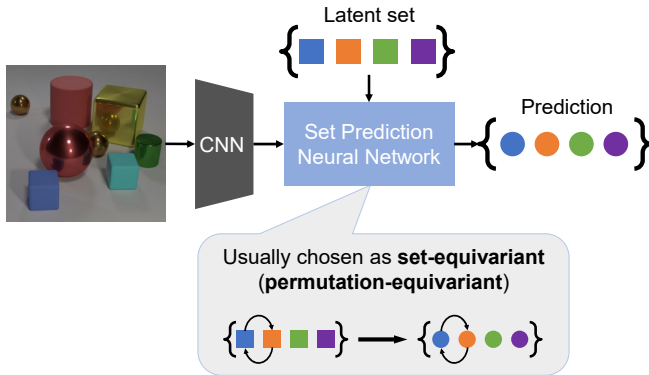 Latent set
CNN
Set Prediction
Neural Network
Prediction
Usually chosen as set-equivariant
(permutation-equivariant)